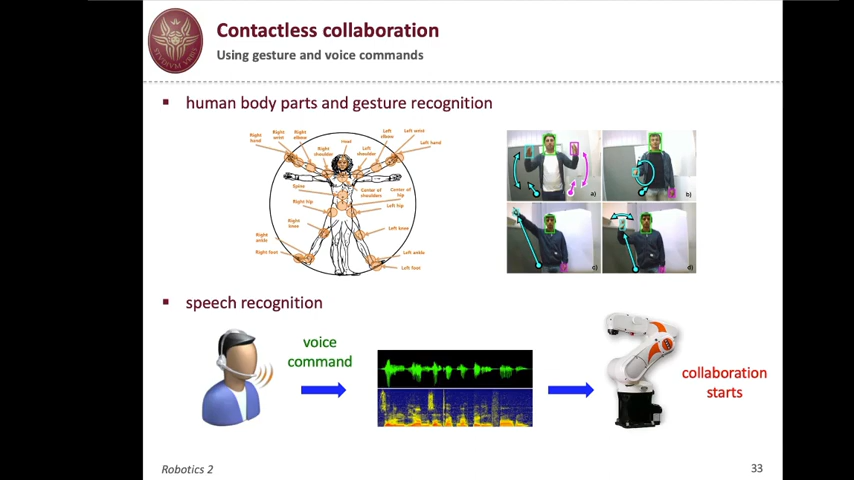 Contactless collaboration
Using gesture and voice commands
▪ human body parts and gesture recognition
Right hand
Right wrist
Right elbow
Right shoulder
Head
Left shoulder
Left elbow
Left wrist
Left hand
Spine
Center of shoulders
Center of hip
Right hip
Left hip
Right knee
Left knee
Right ankle
Left ankle
Right foot
Left foot
a)
b)
c)
d)
▪ speech recognition
voice
command
collaboration
starts
Robotics 2
33